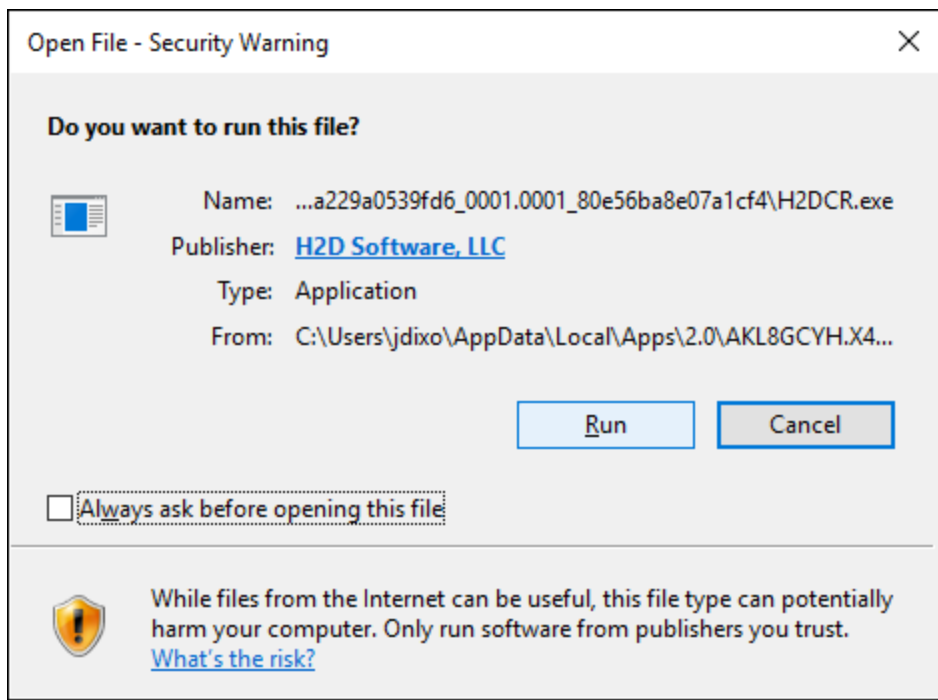 Open File - Security Warning
Do you want to run this file?
Name: ...a229a0539fd6_0001.0001_80e56ba8e07a1cf4\H2DCR.exe
Publisher: H2D Software, LLC
Type: Application
From: C:\Users\jdixo\AppData\Local\Apps\2.0\AKL8GCYH.X4...
Run Cancel
Always ask before opening this file
While files from the Internet can be useful, this file type can potentially
harm your computer. Only run software from publishers you trust.
What's the risk?